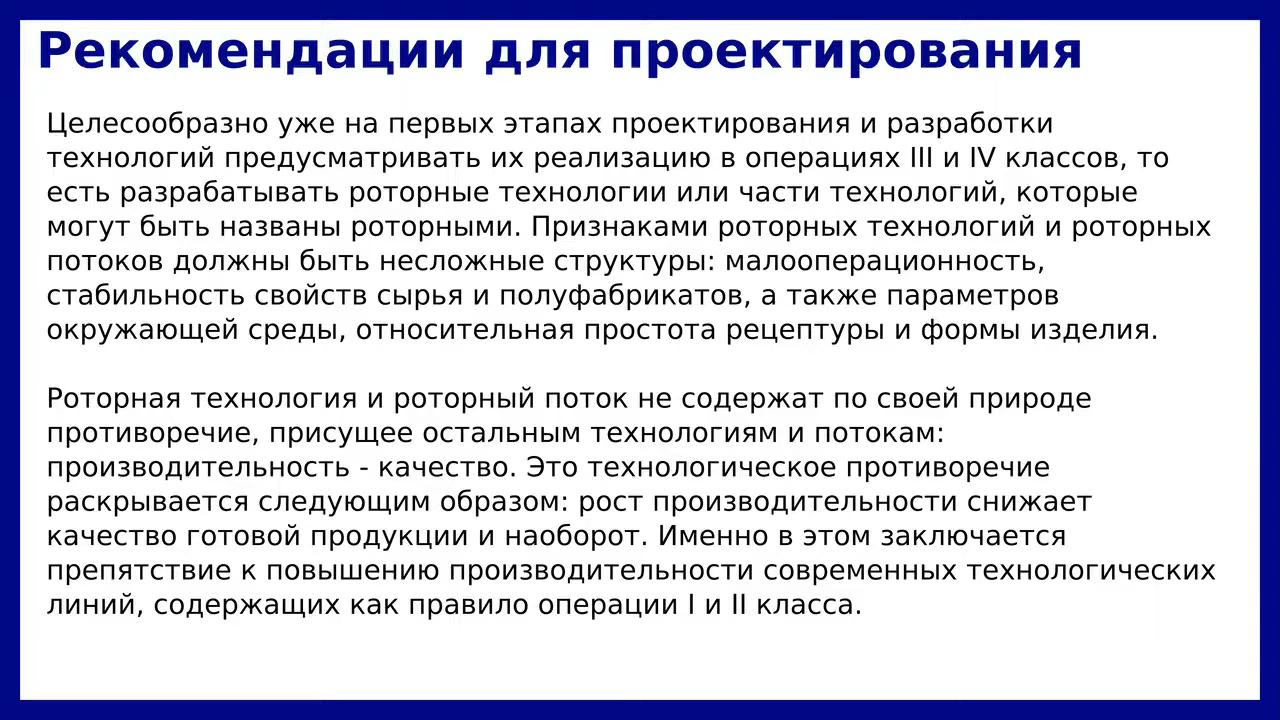 Рекомендации для проектирования
Целесообразно уже на первых этапах проектирования и разработки
технологий предусматривать их реализацию в операциях III и IV классов, то
есть разрабатывать роторные технологии или части технологий, которые
могут быть названы роторными. Признаками роторных технологий и роторных
потоков должны быть несложные структуры: малооперационность,
стабильность свойств сырья и полуфабрикатов, а также параметров
окружающей среды, относительная простота рецептуры и формы изделия.
Роторная технология и роторный поток не содержат по своей природе
противоречие, присущее остальным технологиям и потокам:
производительность - качество. Это технологическое противоречие
раскрывается следующим образом: рост производительности снижает
качество готовой продукции и наоборот. Именно в этом заключается
препятствие к повышению производительности современных технологических
линий, содержащих как правило операции I и II класса.